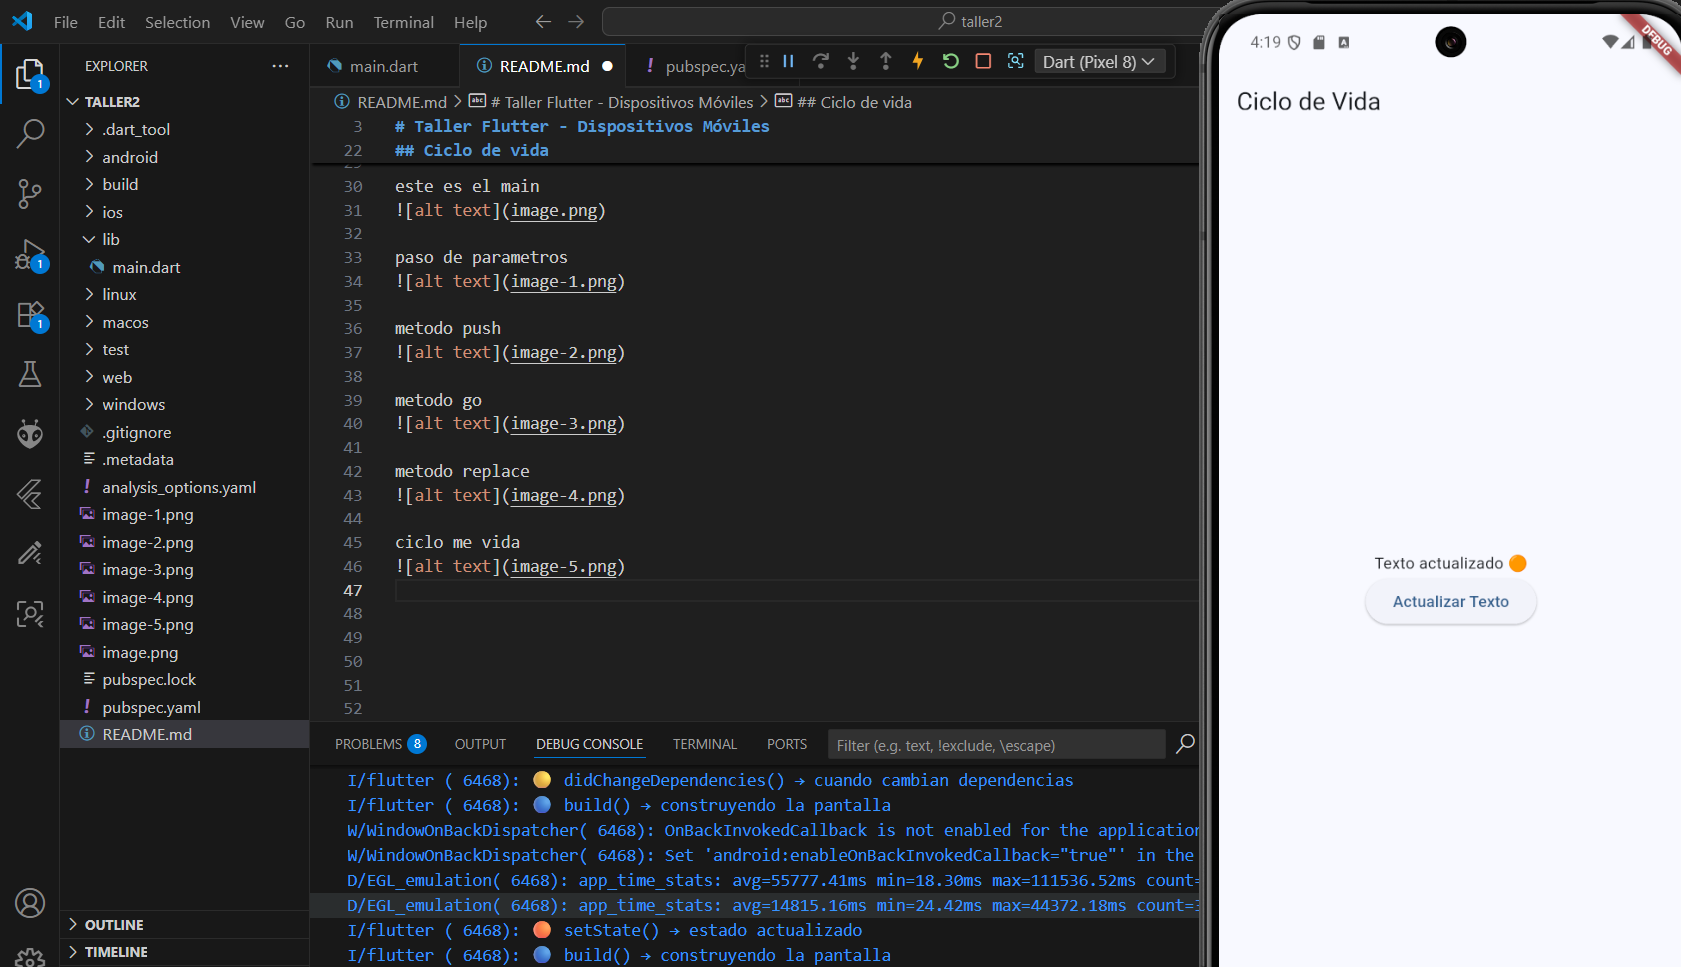 File Edit Selection View Go Run Terminal Help
taller2
EXPLORER
TALLER2
.dart_tool
android
build
ios
lib
main.dart
linux
macos
test
web
windows
.gitignore
.metadata
analysis_options.yaml
image-1.png
image-2.png
image-3.png
image-4.png
image-5.png
image.png
pubspec.lock
pubspec.yaml
README.md
OUTLINE
TIMELINE
1
1
1
main.dart
README.md
pubspec.ya
Dart (Pixel 8)
README.md > # Taller Flutter - Dispositivos Móviles > ## Ciclo de vida
3 # Taller Flutter - Dispositivos Móviles
22 ## Ciclo de vida
30 este es el main
31 ![alt text](image.png)
32
33 paso de parametros
34 ![alt text](image-1.png)
35
36 metodo push
37 ![alt text](image-2.png)
38
39 metodo go
40 ![alt text](image-3.png)
41
42 metodo replace
43 ![alt text](image-4.png)
44
45 ciclo me vida
46 ![alt text](image-5.png)
47
48
49
50
51
52
PROBLEMS 8 OUTPUT DEBUG CONSOLE TERMINAL PORTS Filter (e.g. text, !exclude, \escape)
I/flutter ( 6468): 🟡 didChangeDependencies() → cuando cambian dependencias
I/flutter ( 6468): 🔵 build() → construyendo la pantalla
W/WindowOnBackDispatcher( 6468): OnBackInvokedCallback is not enabled for the application
W/WindowOnBackDispatcher( 6468): Set 'android:enableOnBackInvokedCallback="true"' in the
D/EGL_emulation( 6468): app_time_stats: avg=55777.41ms min=18.30ms max=111536.52ms count=
D/EGL_emulation( 6468): app_time_stats: avg=14815.16ms min=24.42ms max=44372.18ms count=
I/flutter ( 6468): 🟠 setState() → estado actualizado
I/flutter ( 6468): 🔵 build() → construyendo la pantalla
4:19
DEBUG
Ciclo de Vida
Texto actualizado 🟠
Actualizar Texto